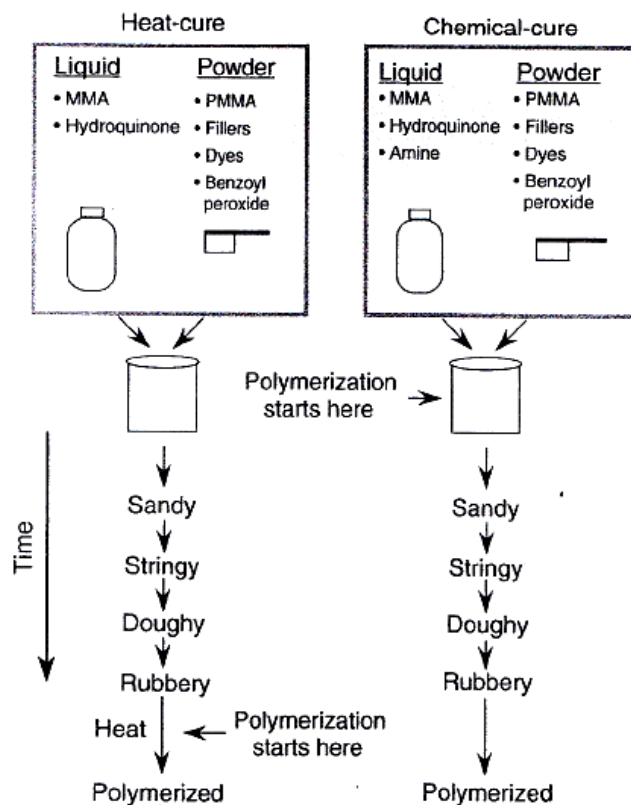 Heat-cure
Liquid
• MMA
• Hydroquinone
Powder
• PMMA
• Fillers
• Dyes
• Benzoyl
peroxide
Chemical-cure
Liquid
• MMA
• Hydroquinone
• Amine
Powder
• PMMA
• Fillers
• Dyes
• Benzoyl
peroxide
Polymerization
starts here
Time
Sandy
Stringy
Doughy
Rubbery
Heat
Polymerization
starts here
Polymerized
Sandy
Stringy
Doughy
Rubbery
Polymerized